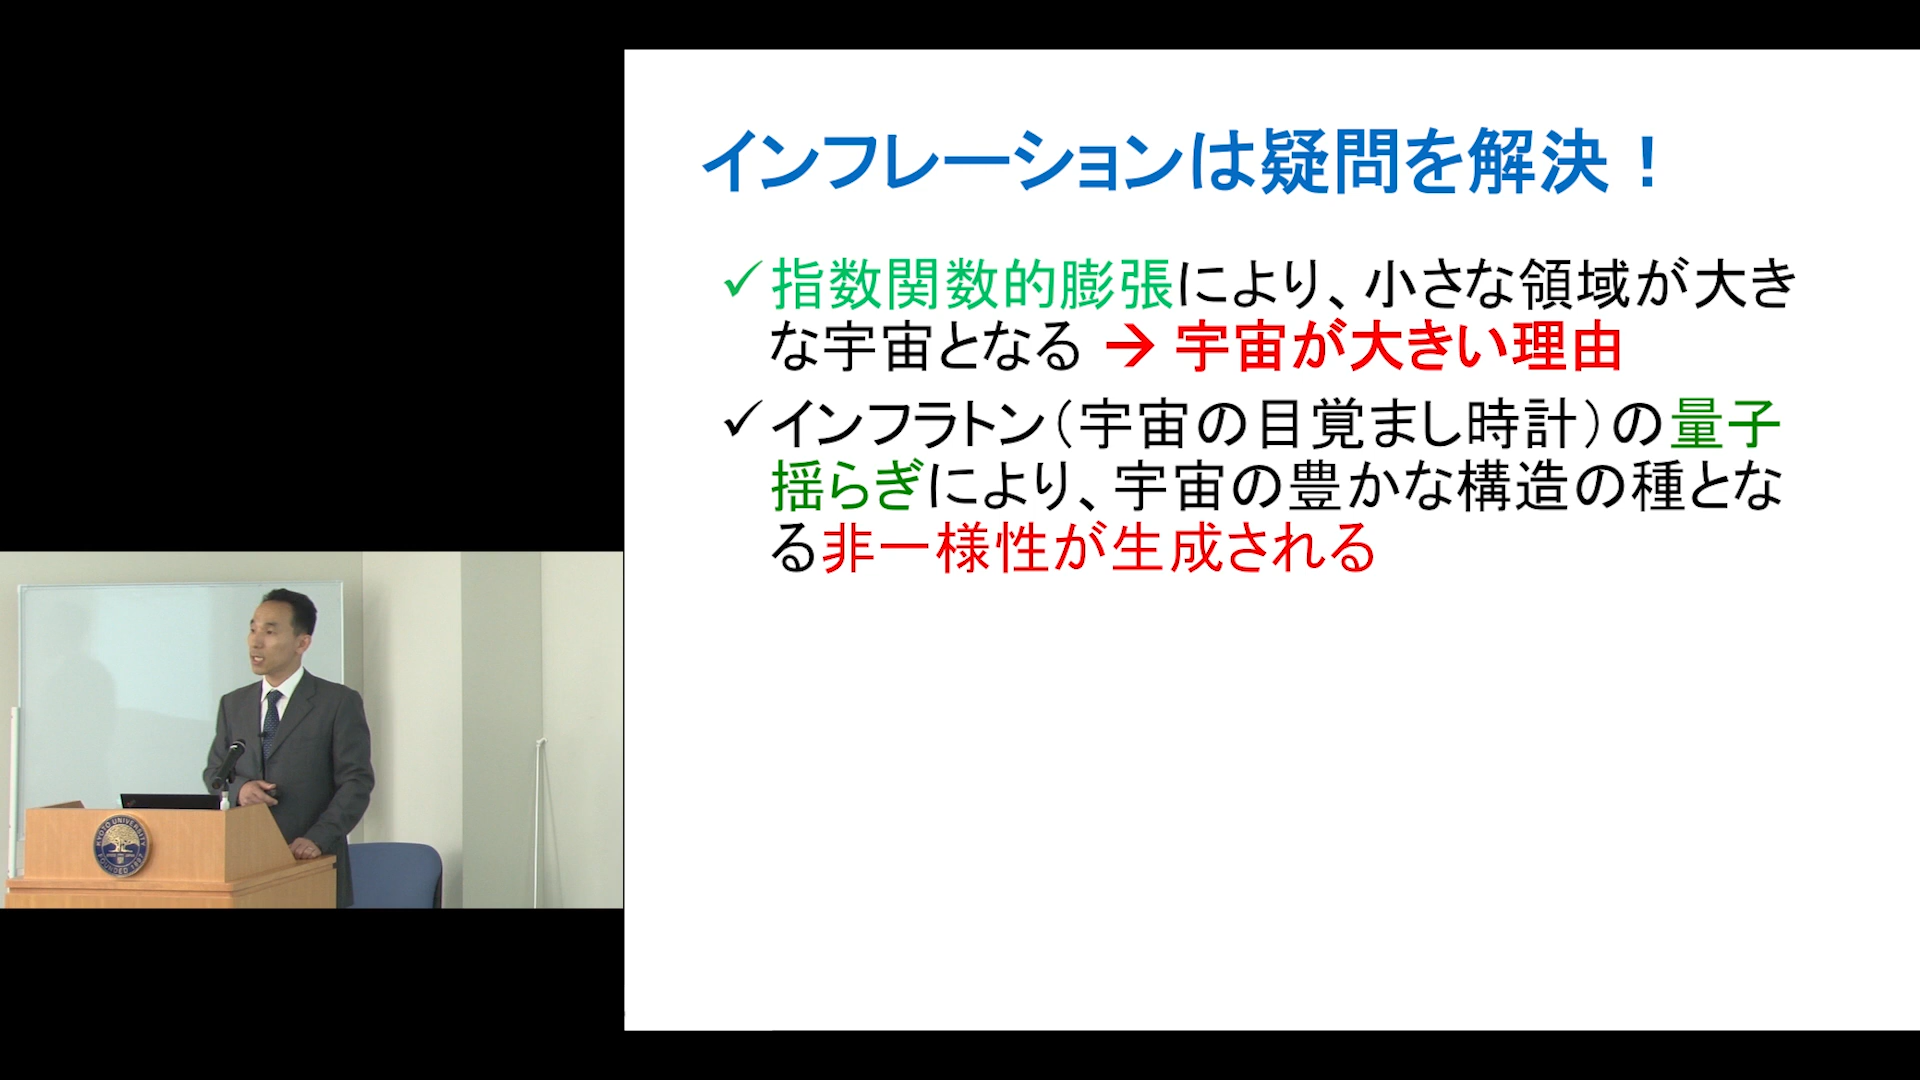 インフレーションは疑問を解決！
✓指数関数的膨張により、小さな領域が大き
な宇宙となる → 宇宙が大きい理由
✓インフラトン（宇宙の目覚まし時計）の量子
揺らぎにより、宇宙の豊かな構造の種とな
る非一様性が生成される
KYOTO UNIVERSITY
FOUNDED 1897